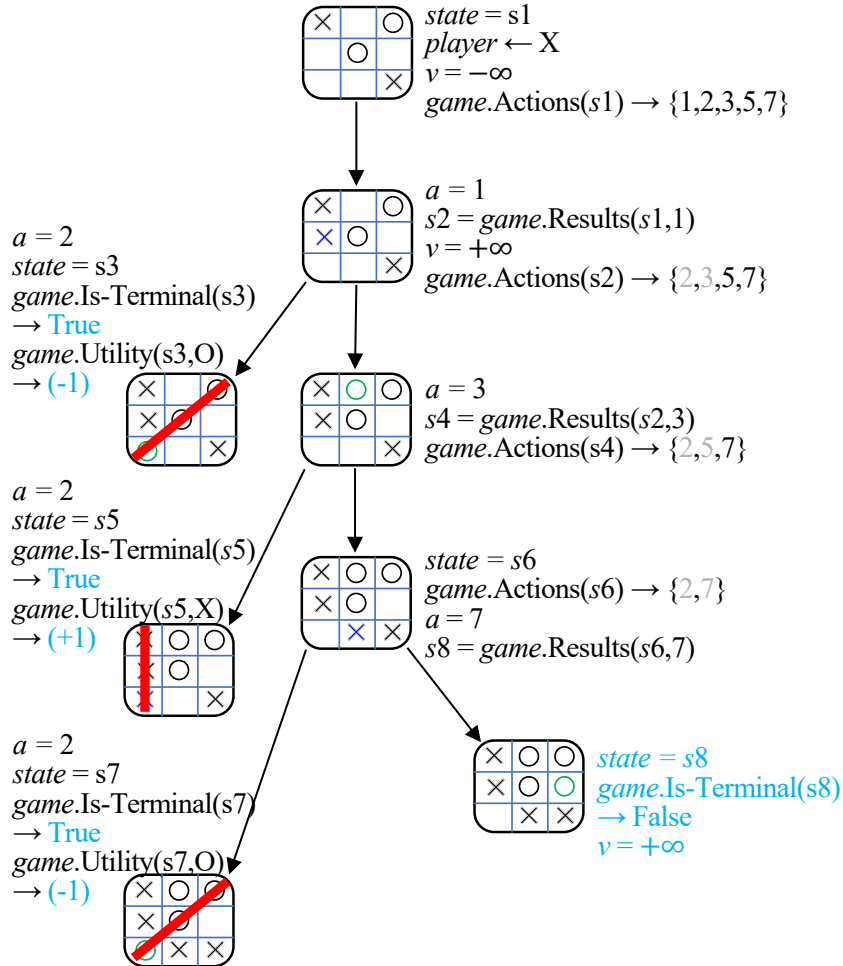 state = s1
player ← X
v = −∞
game.Actions(s1) → {1,2,3,5,7}
a = 1
s2 = game.Results(s1,1)
v = +∞
game.Actions(s2) → {2,3,5,7}
a = 2
state = s3
game.Is-Terminal(s3)
→ True
game.Utility(s3,O)
→ (-1)
a = 3
s4 = game.Results(s2,3)
game.Actions(s4) → {2,5,7}
a = 2
state = s5
game.Is-Terminal(s5)
→ True
game.Utility(s5,X)
→ (+1)
state = s6
game.Actions(s6) → {2,7}
a = 7
s8 = game.Results(s6,7)
a = 2
state = s7
game.Is-Terminal(s7)
→ True
game.Utility(s7,O)
→ (-1)
state = s8
game.Is-Terminal(s8)
→ False
v = +∞